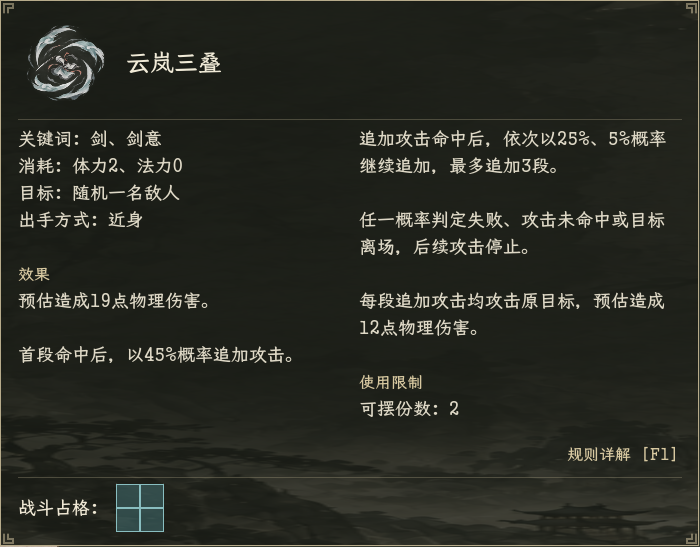 云岚三叠
关键词：剑、剑意
消耗：体力2、法力0
目标：随机一名敌人
出手方式：近身
效果
预估造成19点物理伤害。
首段命中后，以45%概率追加攻击。
追加攻击命中后，依次以25%、5%概率
继续追加，最多追加3段。
任一概率判定失败、攻击未命中或目标
离场，后续攻击停止。
每段追加攻击均攻击原目标，预估造成
12点物理伤害。
使用限制
可摆份数：2
规则详解 [F1]
战斗占格：